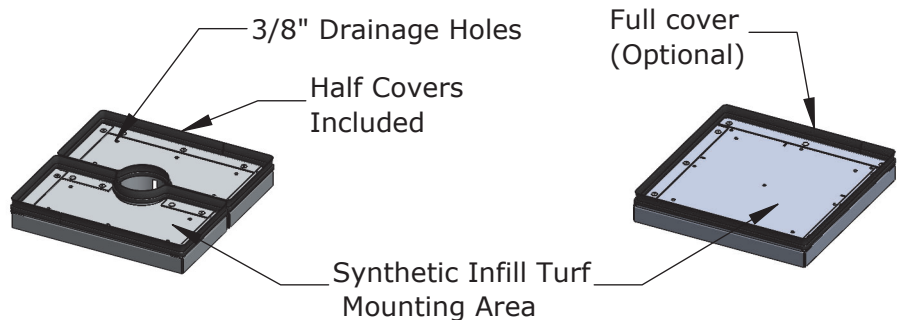 3/8" Drainage Holes
Half Covers
Included
Full cover
(Optional)
Synthetic Infill Turf
Mounting Area